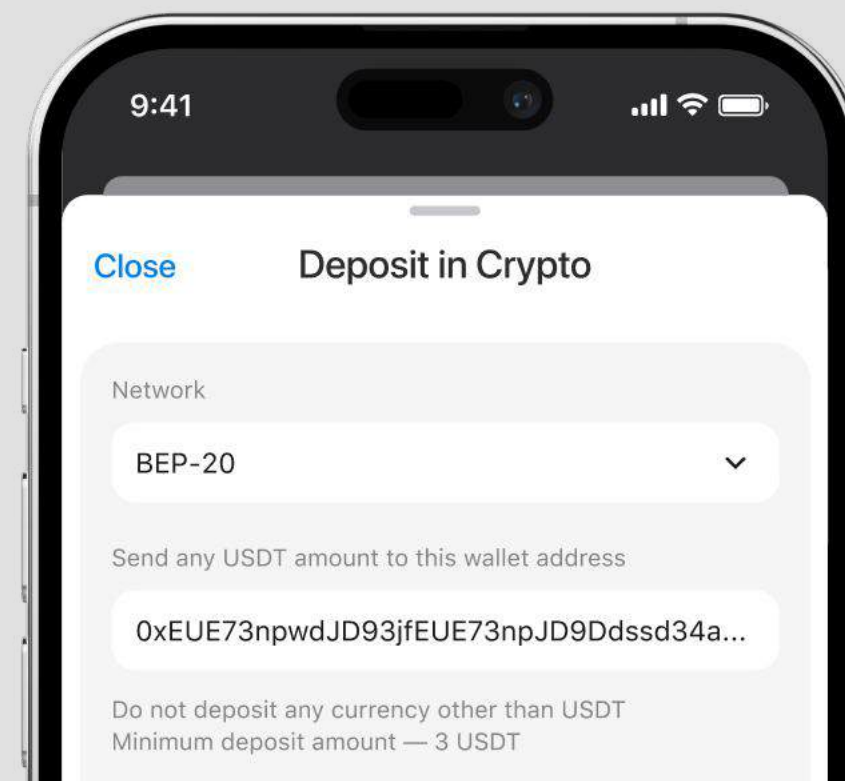 9:41
Close
Deposit in Crypto
Network
BEP-20
Send any USDT amount to this wallet address
0xEUE73npwdJD93jfEUE73npJD9Ddssd34a...
Do not deposit any currency other than USDT
Minimum deposit amount — 3 USDT